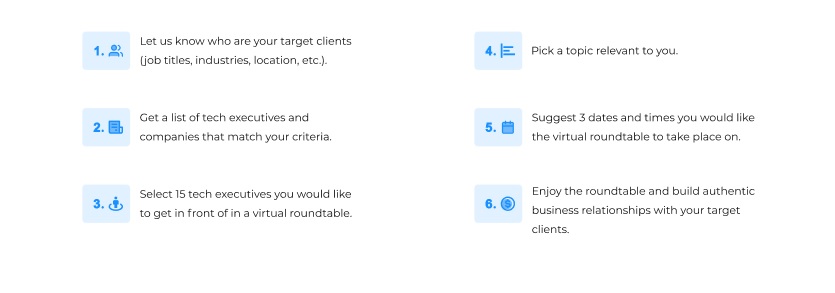 1.
Let us know who are your target clients
(job titles, industries, location, etc.).
2.
Get a list of tech executives and
companies that match your criteria.
3.
Select 15 tech executives you would like
to get in front of in a virtual roundtable.
4.
Pick a topic relevant to you.
5.
Suggest 3 dates and times you would like
the virtual roundtable to take place on.
6.
Enjoy the roundtable and build authentic
business relationships with your target
clients.